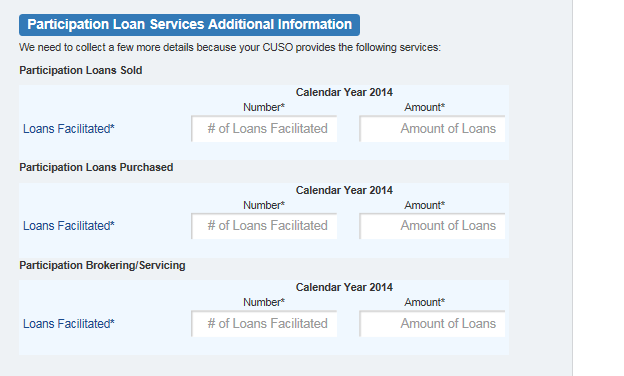 Participation Loan Services Additional Information
We need to collect a few more details because your CUSO provides the following services:
Participation Loans Sold
Calendar Year 2014
Number* Amount*
Loans Facilitated* # of Loans Facilitated Amount of Loans
Participation Loans Purchased
Calendar Year 2014
Number* Amount*
Loans Facilitated* # of Loans Facilitated Amount of Loans
Participation Brokering/Servicing
Calendar Year 2014
Number* Amount*
Loans Facilitated* # of Loans Facilitated Amount of Loans